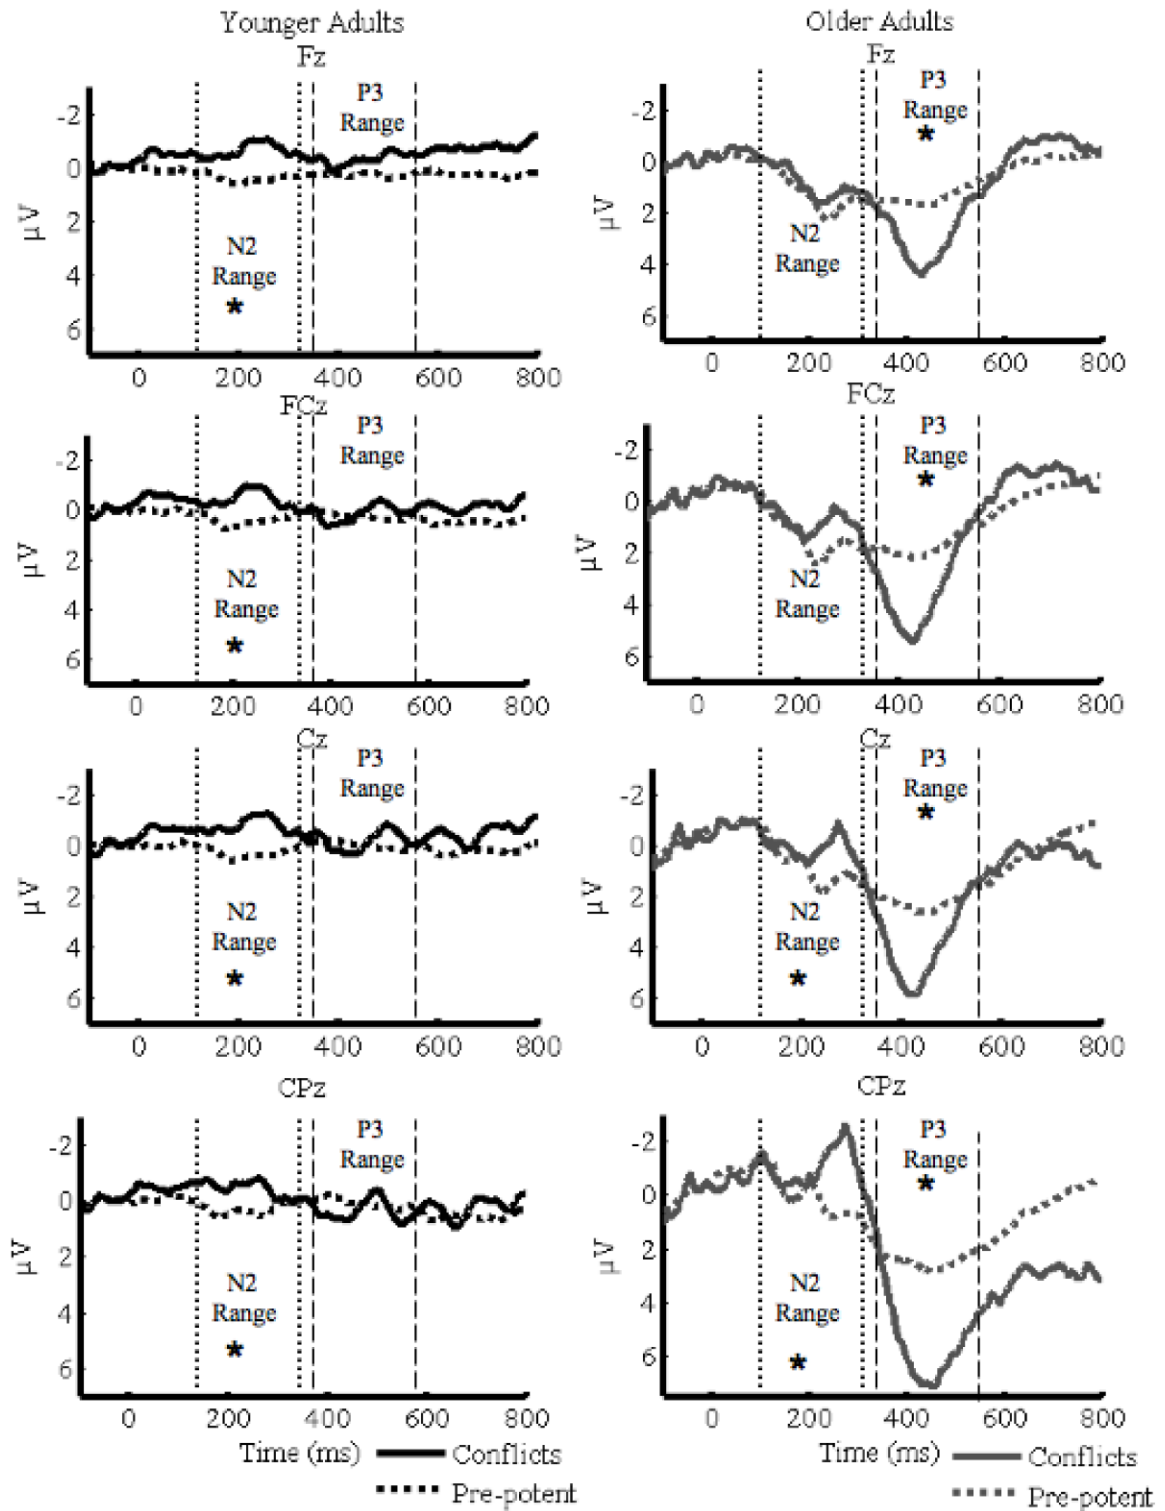 Younger Adults
Older Adults
Fz
P3
Range
-2
0
2
4
6
μV
N2
Range
*
0 200 400 600 800
Fz
P3
Range
*
-2
0
2
4
6
μV
N2
Range
0 200 400 600 800
FCz
P3
Range
-2
0
2
4
6
μV
N2
Range
*
0 200 400 600 800
FCz
P3
Range
*
-2
0
2
4
6
μV
N2
Range
0 200 400 600 800
Cz
P3
Range
-2
0
2
4
6
μV
N2
Range
*
0 200 400 600 800
Cz
P3
Range
*
-2
0
2
4
6
μV
N2
Range
*
0 200 400 600 800
CPz
P3
Range
-2
0
2
4
6
μV
N2
Range
*
0 200 400 600 800
Time (ms)
Conflicts
Pre-potent
CPz
P3
Range
*
-2
0
2
4
6
μV
N2
Range
*
0 200 400 600 800
Time (ms)
Conflicts
Pre-potent